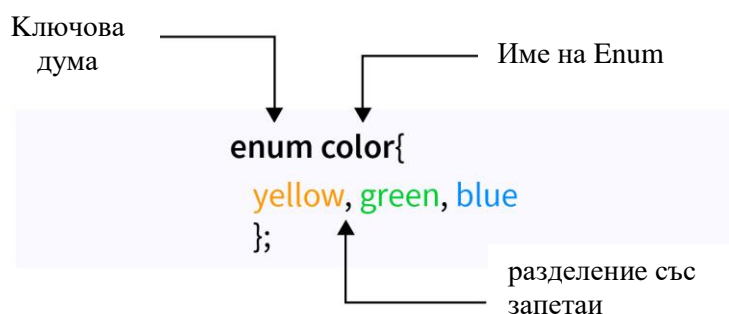 Ключова
дума
Име на Enum
enum color{
yellow, green, blue
};
разделение със
запетаи